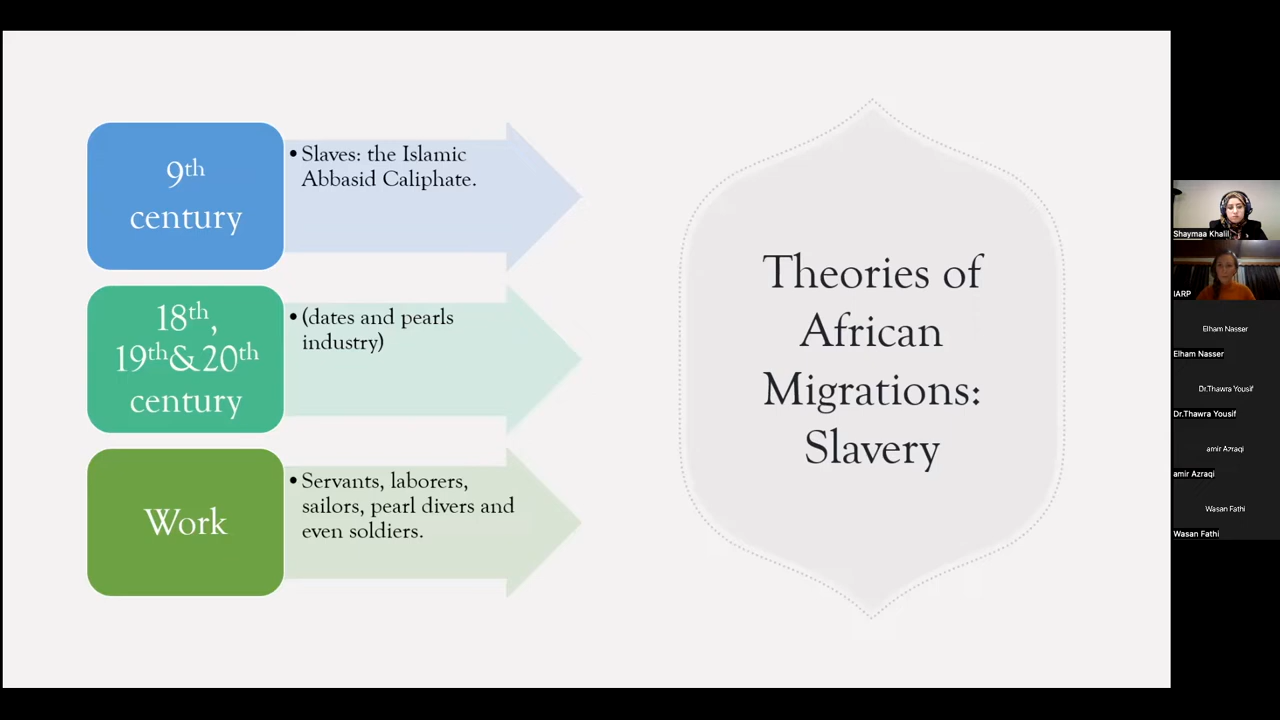 9th
century
• Slaves: the Islamic
Abbasid Caliphate.
18th,
19th&20th
century
• (dates and pearls
industry)
Work
• Servants, laborers,
sailors, pearl divers and
even soldiers.
Theories of
African
Migrations:
Slavery
Shaymaa Khalil
IARP
Elham Nasser
Elham Nasser
Dr.Thawra Yousif
Dr.Thawra Yousif
amir Azraqi
amir Azraqi
Wasan Fathi
Wasan Fathi